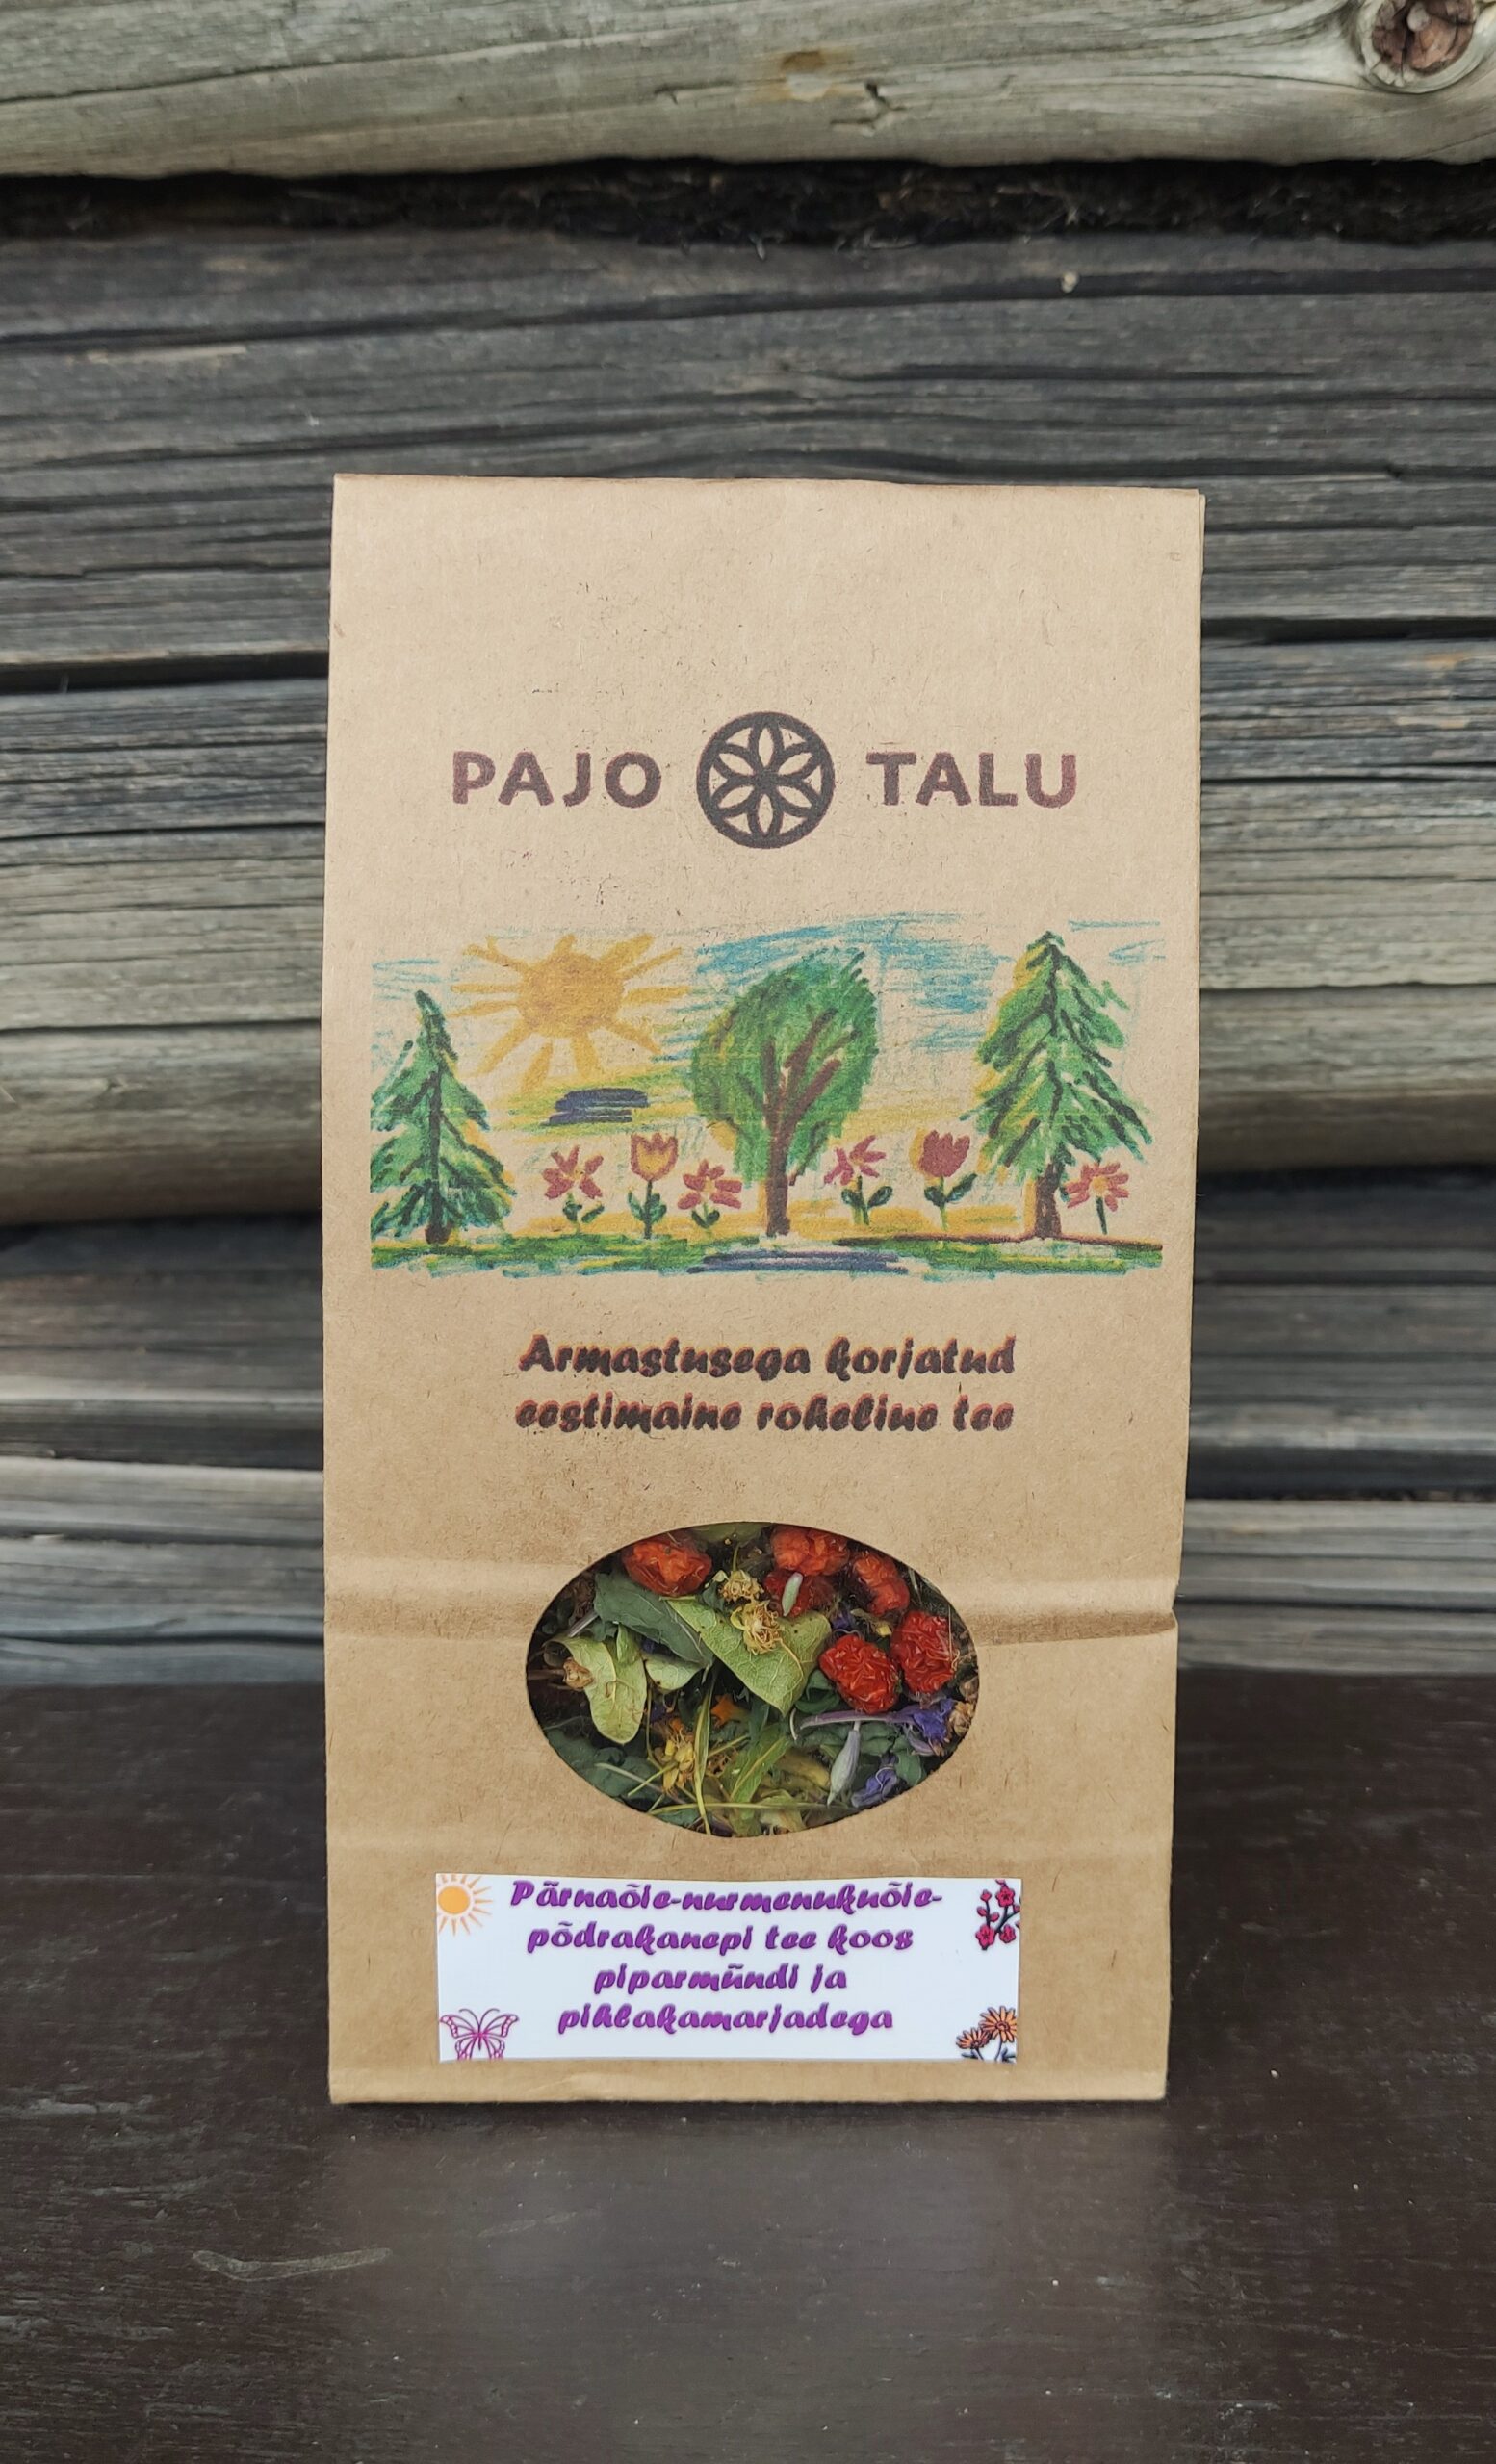 PAJO TALU
Armastusega korjatud
eestimaine roheline tee
Pärnaõie-nurmenukuõie-
põdrakanepi tee koos
piparmündi ja
pihlakamarjadega